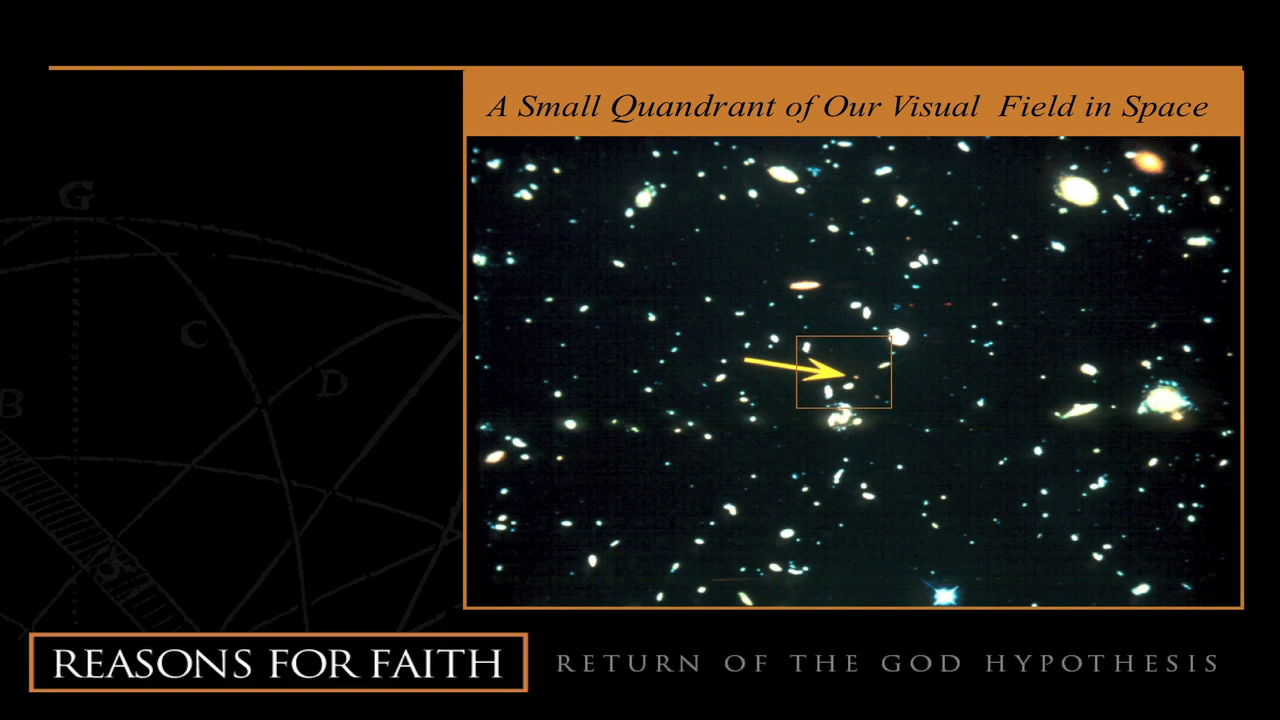 A Small Quandrant of Our Visual Field in Space
G
C
D
B
REASONS FOR FAITH
RETURN OF THE GOD HYPOTHESIS